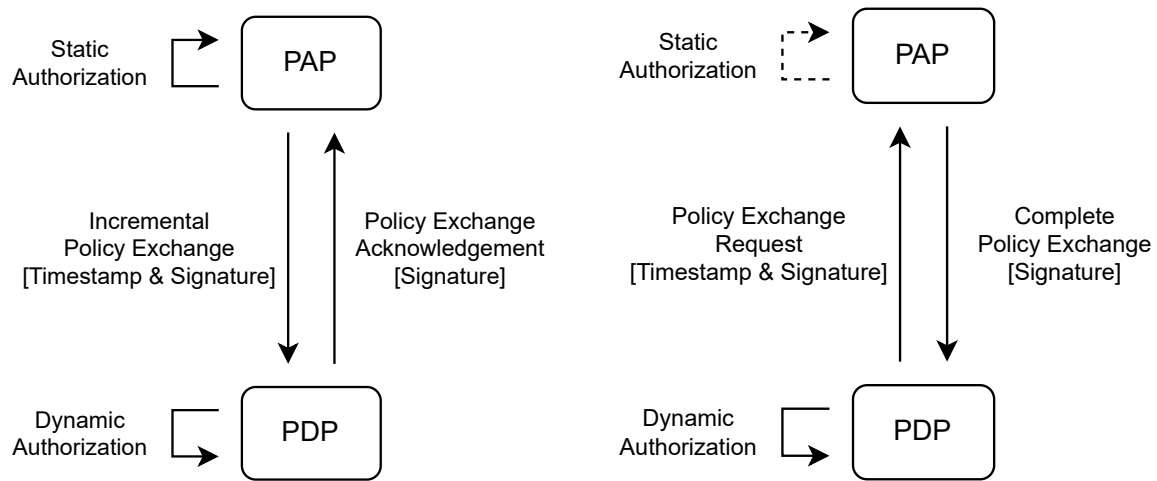 Static
Authorization
PAP
Incremental
Policy Exchange
[Timestamp & Signature]
Policy Exchange
Acknowledgement
[Signature]
Dynamic
Authorization
PDP
Static
Authorization
PAP
Policy Exchange
Request
[Timestamp & Signature]
Complete
Policy Exchange
[Signature]
Dynamic
Authorization
PDP